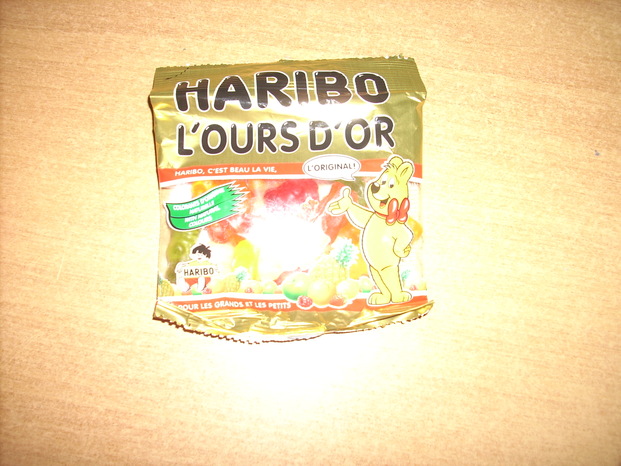 HARIBO
L'OURS D'OR
HARIBO, C'EST BEAU LA VIE,
L'ORIGINAL!
HARIBO
POUR LES GRANDS ET LES PETITS